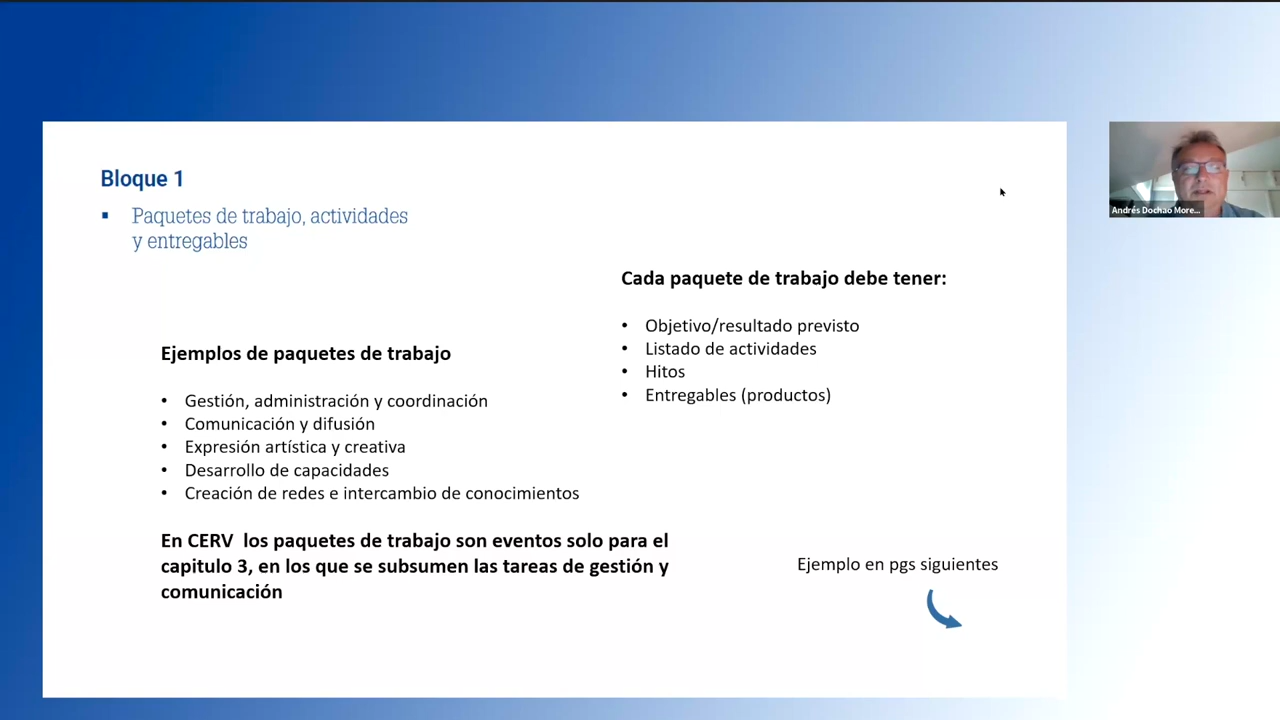 Bloque 1
▪ Paquetes de trabajo, actividades
y entregables
Cada paquete de trabajo debe tener:
• Objetivo/resultado previsto
• Listado de actividades
• Hitos
• Entregables (productos)
Ejemplos de paquetes de trabajo
• Gestión, administración y coordinación
• Comunicación y difusión
• Expresión artística y creativa
• Desarrollo de capacidades
• Creación de redes e intercambio de conocimientos
En CERV  los paquetes de trabajo son eventos solo para el
capitulo 3, en los que se subsumen las tareas de gestión y
comunicación
Ejemplo en pgs siguientes
Andrés Dochao More...